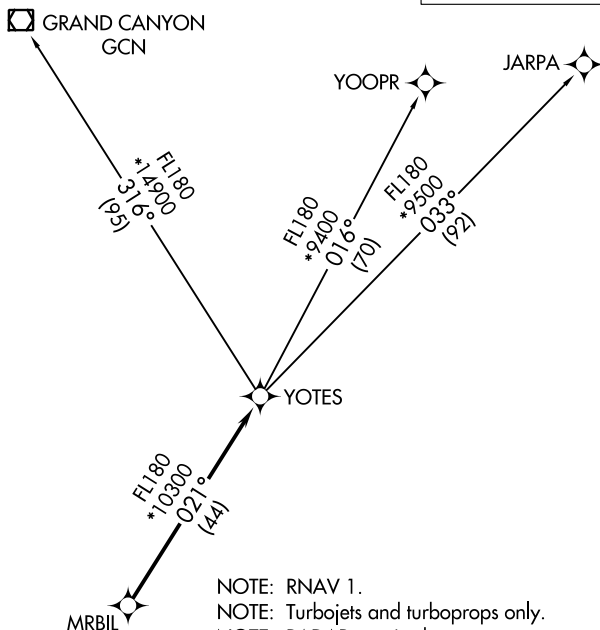 GRAND CANYON
GCN
YOOPR
JARPA
FL180
*14900
316°
(95)
FL180
*9400
016°
(70)
FL180
*9500
033°
(92)
YOTES
FL180
*10300
021°
(44)
MRBIL
NOTE: RNAV 1.
NOTE: Turbojets and turboprops only.